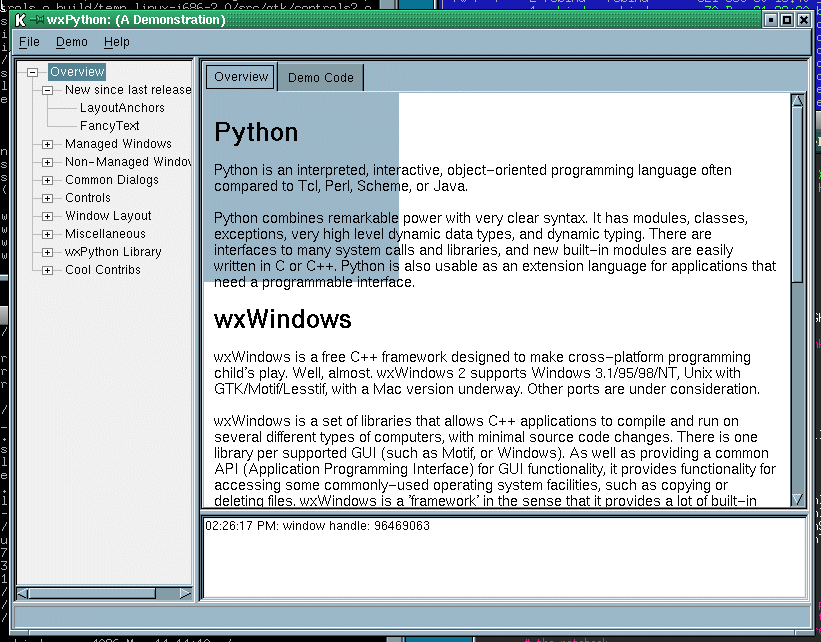 rols o build/temp.linux-i686-2.0/src/gtk/controls2.o
wxPython: (A Demonstration)
File Demo Help
Overview
New since last release
LayoutAnchors
FancyText
Managed Windows
Non-Managed Window
Common Dialogs
Controls
Window Layout
Miscellaneous
wxPython Library
Cool Contribs
Overview Demo Code
Python
Python is an interpreted, interactive, object-oriented programming language often
compared to Tcl, Perl, Scheme, or Java.
Python combines remarkable power with very clear syntax. It has modules, classes,
exceptions, very high level dynamic data types, and dynamic typing. There are
interfaces to many system calls and libraries, and new built-in modules are easily
written in C or C++. Python is also usable as an extension language for applications that
need a programmable interface.
wxWindows
wxWindows is a free C++ framework designed to make cross-platform programming
child's play. Well, almost. wxWindows 2 supports Windows 3.1/95/98/NT, Unix with
GTK/Motif/Lesstif, with a Mac version underway. Other ports are under consideration.
wxWindows is a set of libraries that allows C++ applications to compile and run on
several different types of computers, with minimal source code changes. There is one
library per supported GUI (such as Motif, or Windows). As well as providing a common
API (Application Programming Interface) for GUI functionality, it provides functionality for
accessing some commonly-used operating system facilities, such as copying or
deleting files. wxWindows is a 'framework' in the sense that it provides a lot of built-in
02:26:17 PM: window handle: 96469063